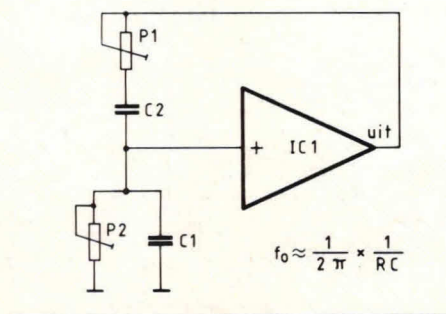 P1
C2
uit
+ IC1
P2
C1
f₀ ≈ 1/2π × 1/RC